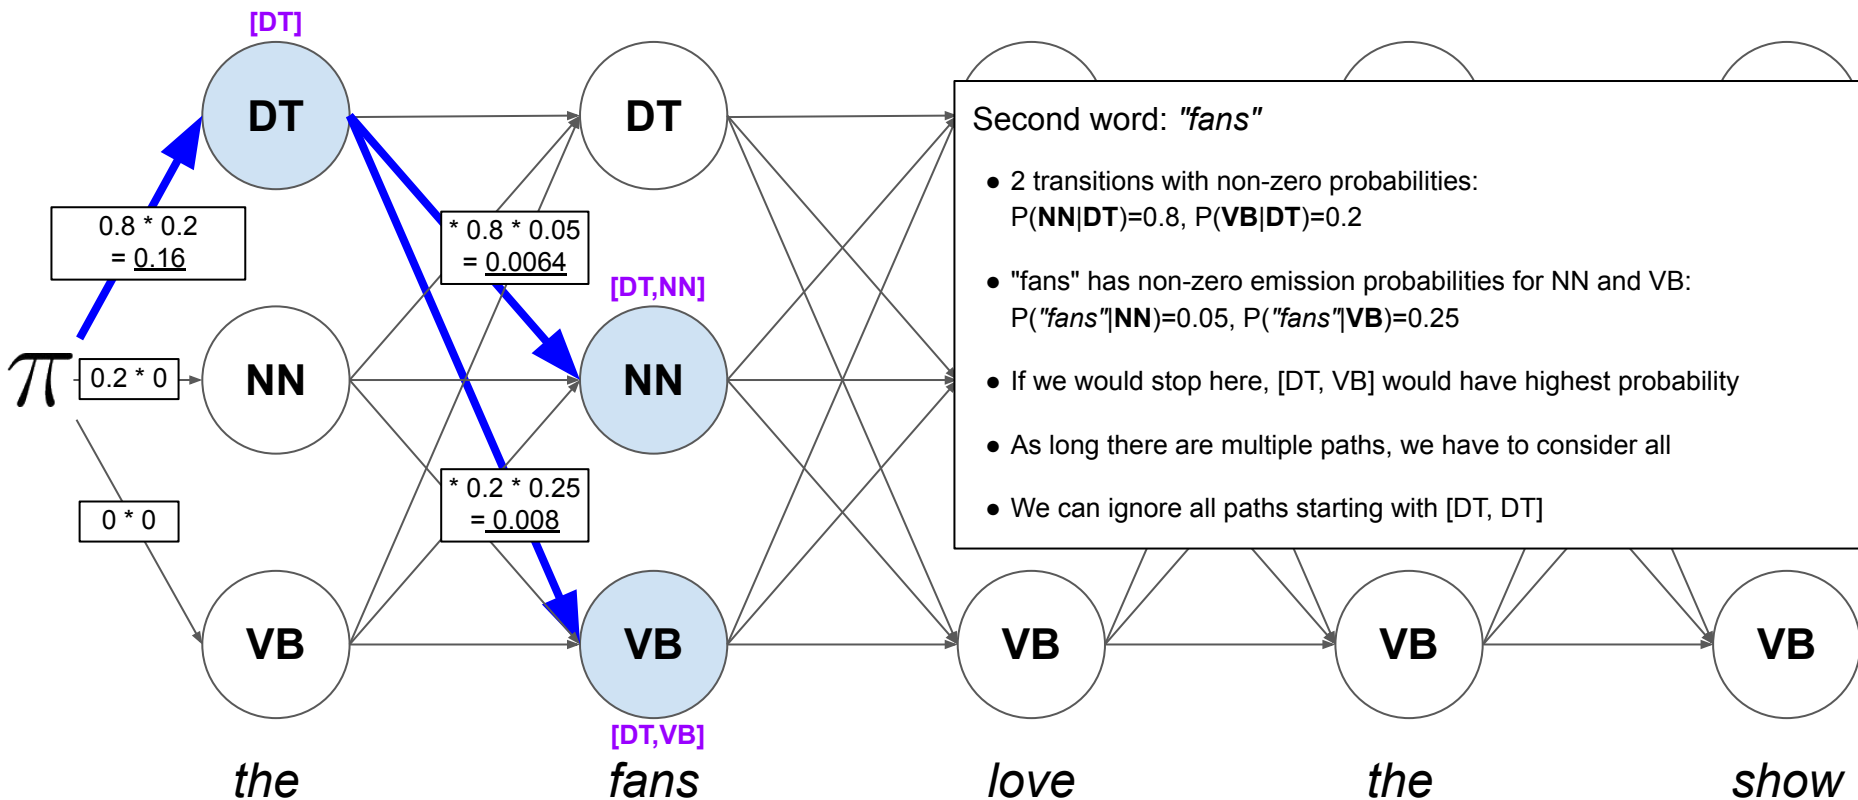 [DT]
DT
DT
0.8 * 0.2
= 0.16
* 0.8 * 0.05
= 0.0064
[DT,NN]
π
0.2 * 0
NN
NN
* 0.2 * 0.25
= 0.008
0 * 0
VB
VB
VB
VB
VB
[DT,VB]
the
fans
love
the
show
Second word: "fans"
● 2 transitions with non-zero probabilities:
P(NN|DT)=0.8, P(VB|DT)=0.2
● "fans" has non-zero emission probabilities for NN and VB:
P("fans"|NN)=0.05, P("fans"|VB)=0.25
● If we would stop here, [DT, VB] would have highest probability
● As long there are multiple paths, we have to consider all
● We can ignore all paths starting with [DT, DT]